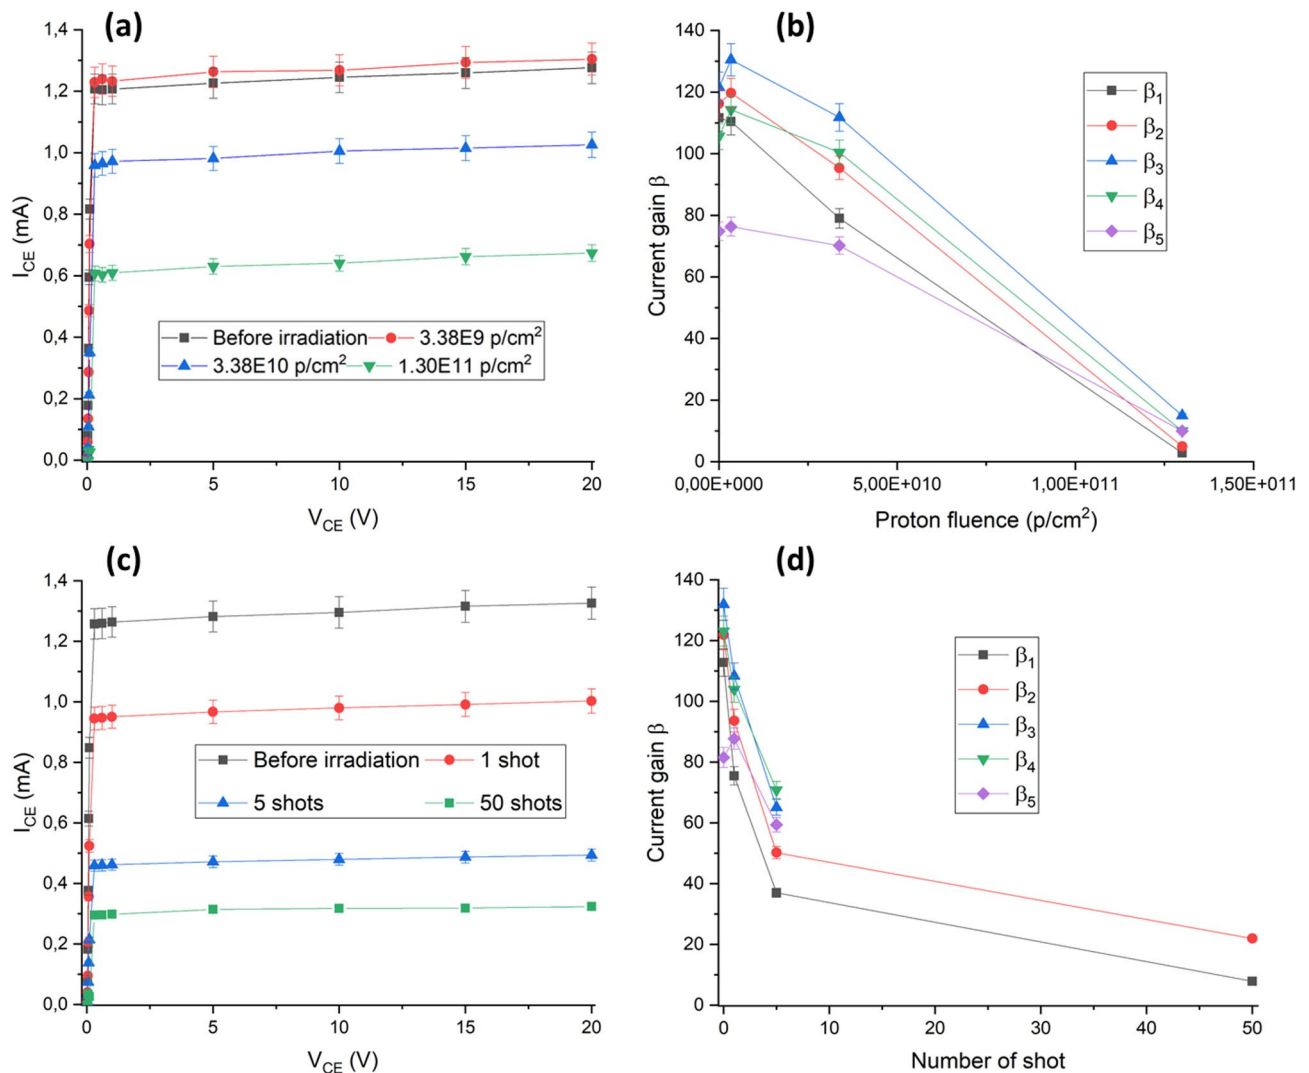 (a)
1,4
1,2
1,0
0,8
0,6
0,4
0,2
0,0
I_CE (mA)
Before irradiation 3.38E9 p/cm²
3.38E10 p/cm² 1.30E11 p/cm²
0 5 10 15 20
V_CE (V)
(b)
140
120
100
80
60
40
20
0
Current gain β
β₁
β₂
β₃
β₄
β₅
0,00E+000 5,00E+010 1,00E+011 1,50E+011
Proton fluence (p/cm²)
(c)
1,4
1,2
1,0
0,8
0,6
0,4
0,2
0,0
I_CE (mA)
Before irradiation 1 shot
5 shots 50 shots
0 5 10 15 20
V_CE (V)
(d)
140
120
100
80
60
40
20
0
Current gain β
β₁
β₂
β₃
β₄
β₅
0 10 20 30 40 50
Number of shot